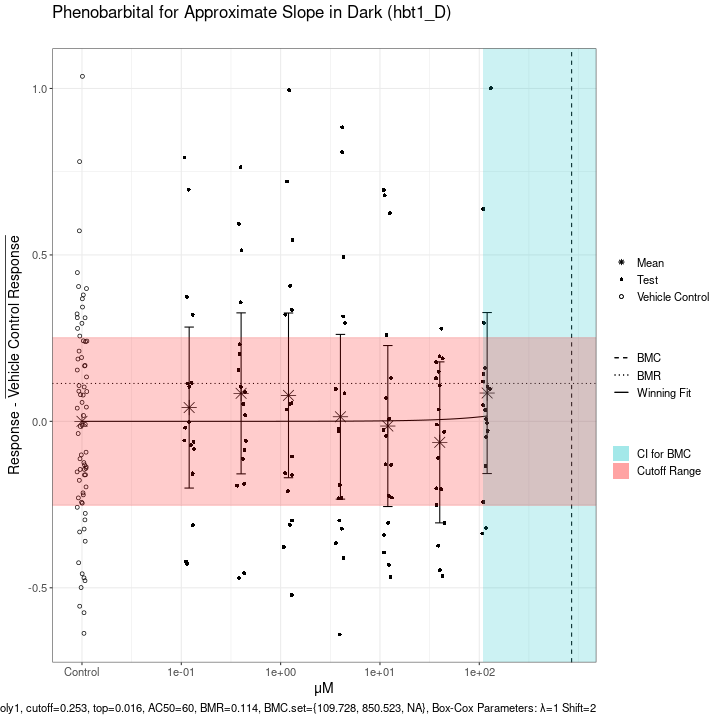 Phenobarbital for Approximate Slope in Dark (hbt1_D)
Response - Vehicle Control Response
1.0
0.5
0.0
-0.5
Control
1e-01
1e+00
1e+01
1e+02
µM
Mean
Test
Vehicle Control
BMC
BMR
Winning Fit
CI for BMC
Cutoff Range
oly1, cutoff=0.253, top=0.016, AC50=60, BMR=0.114, BMC.set={109.728, 850.523, NA}, Box-Cox Parameters: λ=1 Shift=2